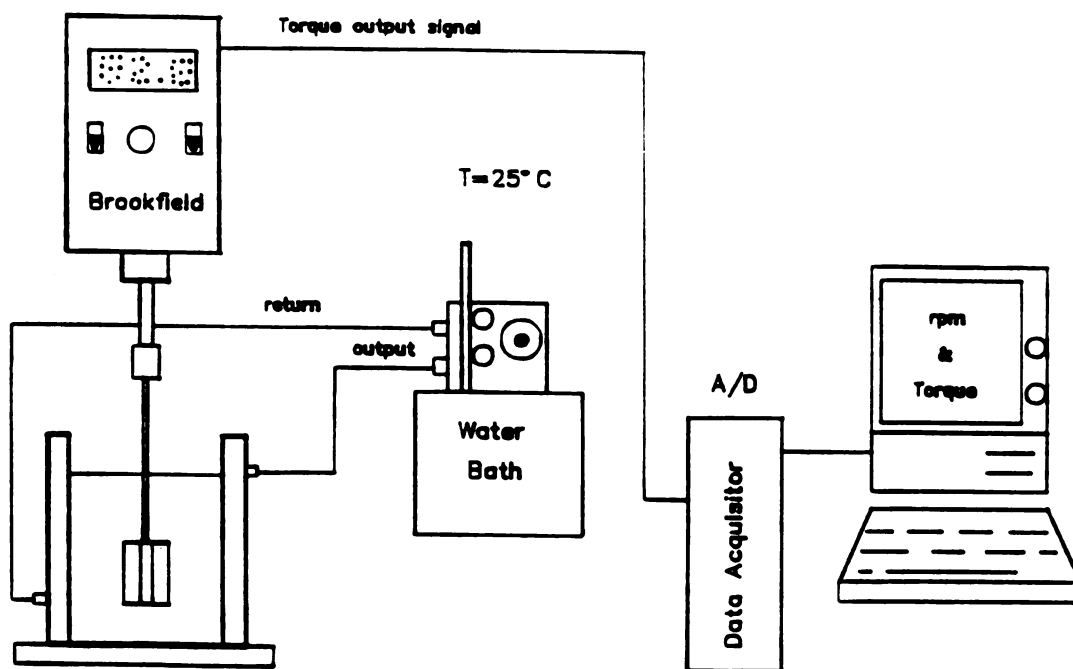 Torque output signal
Brookfield
T=25° C
return
output
Water
Bath
A/D
Data Acquisitor
rpm
&
Torque